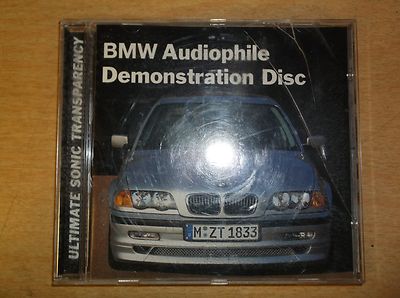 BMW Audiophile
Demonstration Disc
ULTIMATE SONIC TRANSPARENCY
M ZT 1833